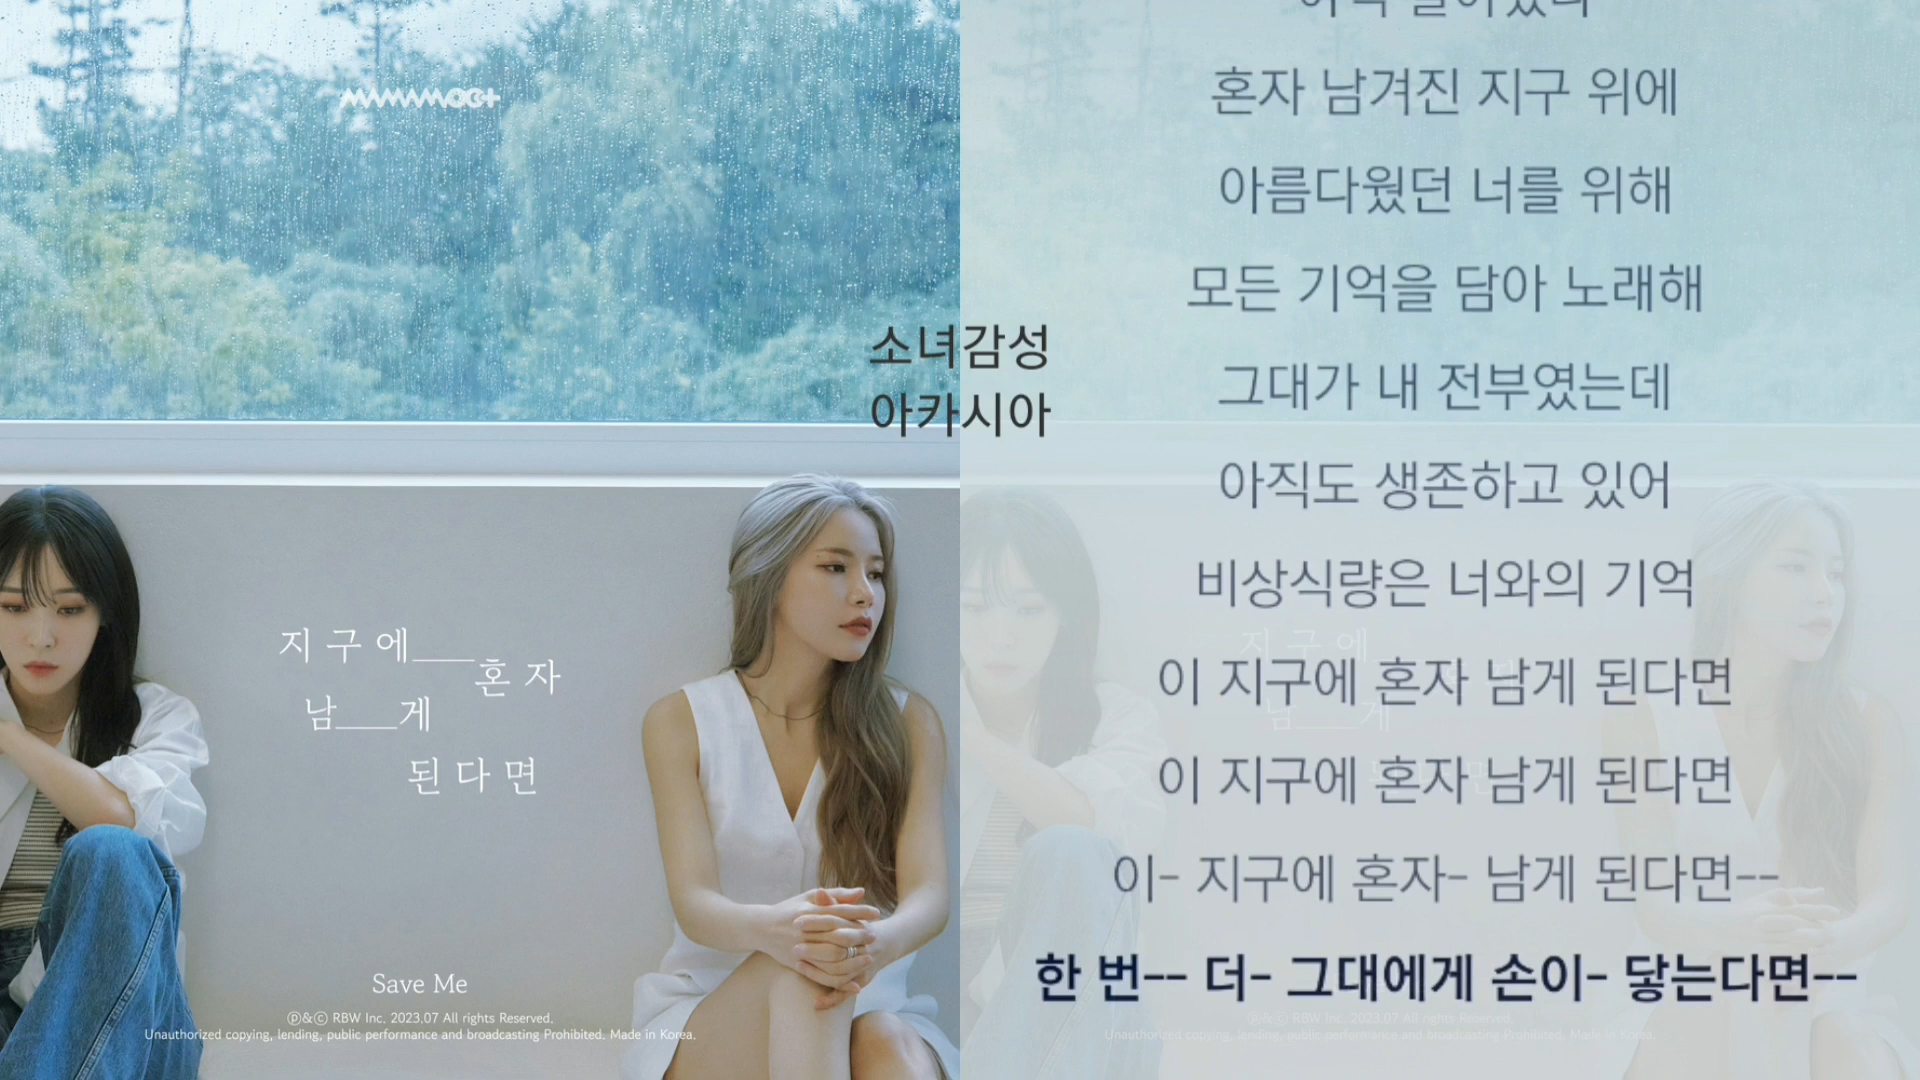 MAMAMOO+
지구에___혼자
남___게
된다면
Save Me
ⓟ&ⓒ RBW Inc. 2023.07 All rights Reserved.
Unauthorized copying, lending, public performance and broadcasting Prohibited. Made in Korea.
소녀감성
아카시아
혼자 남겨진 지구 위에
아름다웠던 너를 위해
모든 기억을 담아 노래해
그대가 내 전부였는데
아직도 생존하고 있어
비상식량은 너와의 기억
이 지구에 혼자 남게 된다면
이 지구에 혼자 남게 된다면
이- 지구에 혼자- 남게 된다면--
한 번-- 더- 그대에게 손이- 닿는다면--